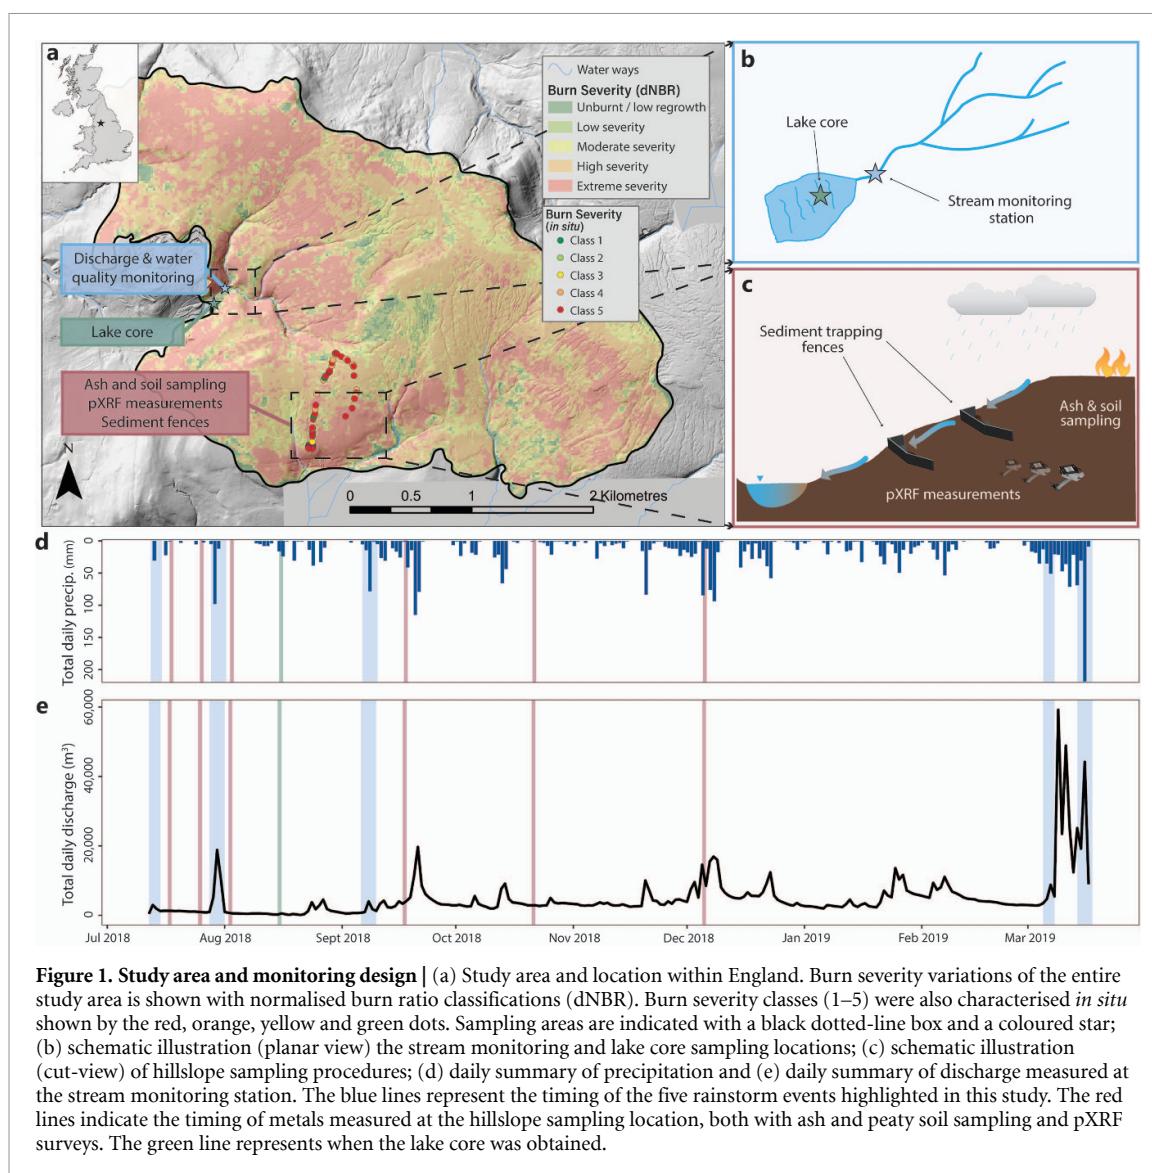 a
Water ways
Burn Severity (dNBR)
Unburnt / low regrowth
Low severity
Moderate severity
High severity
Extreme severity
Burn Severity
(in situ)
Class 1
Class 2
Class 3
Class 4
Class 5
Discharge & water
quality monitoring
Lake core
Ash and soil sampling
pXRF measurements
Sediment fences
N
0 0.5 1 2 Kilometres
b
Lake core
Stream monitoring
station
c
Sediment trapping
fences
Ash & soil
sampling
pXRF measurements
d
Total daily precip. (mm)
0
50
100
150
200
e
Total daily discharge (m³)
60,000
40,000
20,000
0
Jul 2018 Aug 2018 Sept 2018 Oct 2018 Nov 2018 Dec 2018 Jan 2019 Feb 2019 Mar 2019
Figure 1. Study area and monitoring design | (a) Study area and location within England. Burn severity variations of the entire
study area is shown with normalised burn ratio classifications (dNBR). Burn severity classes (1–5) were also characterised in situ
shown by the red, orange, yellow and green dots. Sampling areas are indicated with a black dotted-line box and a coloured star;
(b) schematic illustration (planar view) the stream monitoring and lake core sampling locations; (c) schematic illustration
(cut-view) of hillslope sampling procedures; (d) daily summary of precipitation and (e) daily summary of discharge measured at
the stream monitoring station. The blue lines represent the timing of the five rainstorm events highlighted in this study. The red
lines indicate the timing of metals measured at the hillslope sampling location, both with ash and peaty soil sampling and pXRF
surveys. The green line represents when the lake core was obtained.